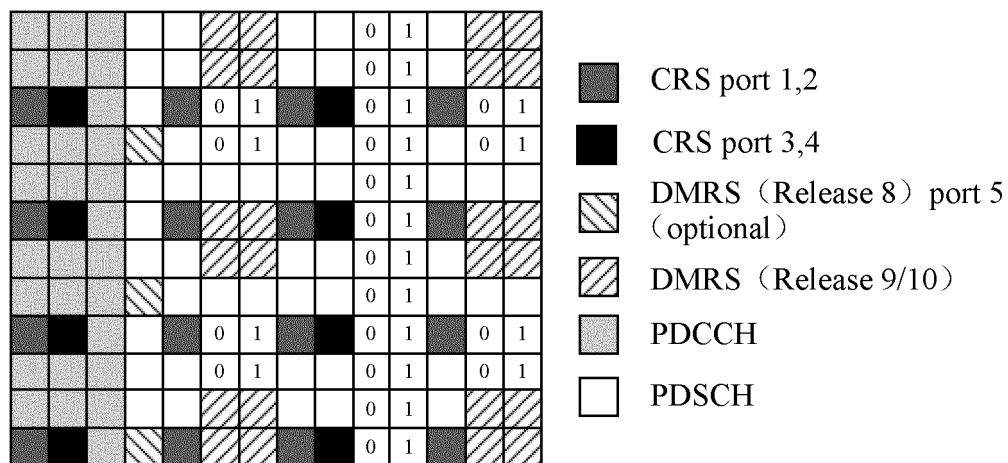 0 1
0 1
0 1 0 1 0 1
0 1 0 1 0 1
0 1
0 1
0 1
0 1
0 1 0 1 0 1
0 1 0 1 0 1
0 1
0 1
CRS port 1,2
CRS port 3,4
DMRS（Release 8）port 5
（optional）
DMRS（Release 9/10）
PDCCH
PDSCH